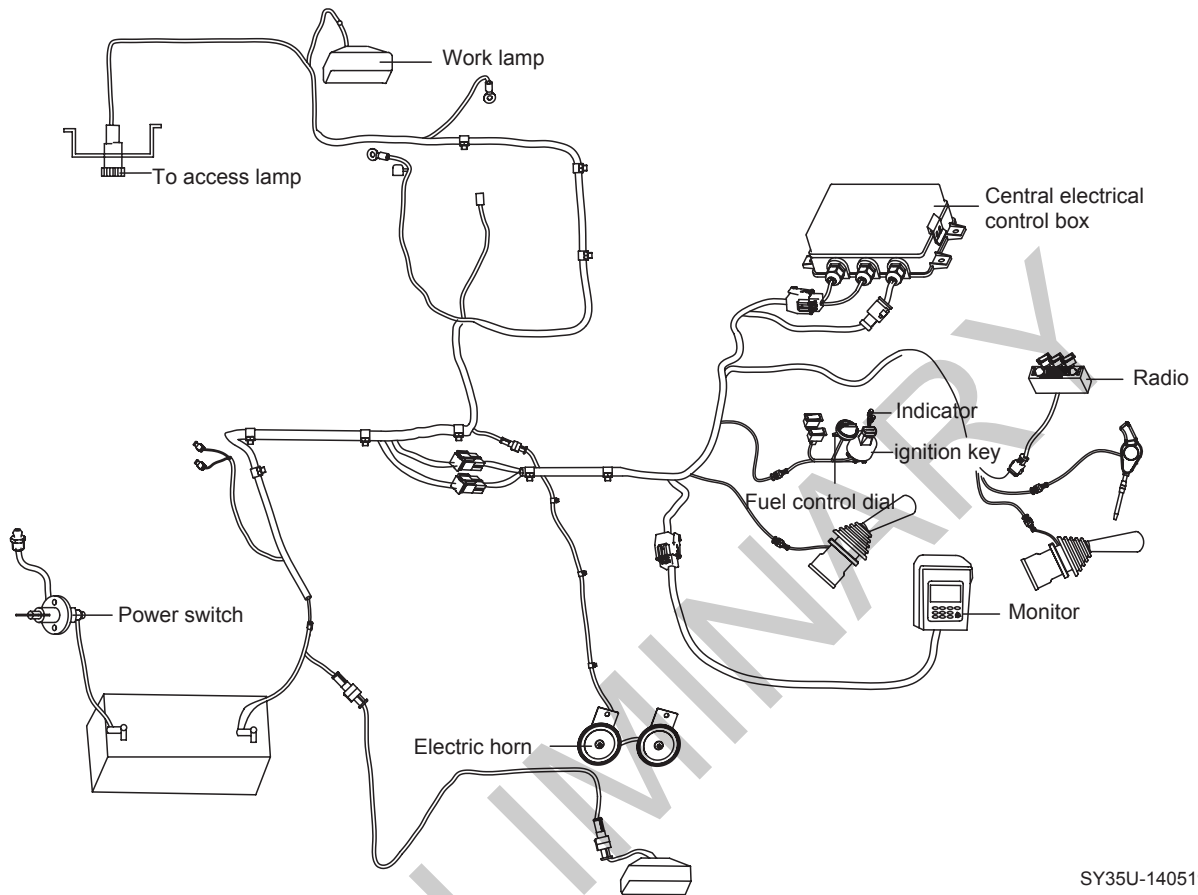 Work lamp
To access lamp
Central electrical
control box
Radio
Indicator
ignition key
Fuel control dial
Power switch
Monitor
Electric horn
LIMINARY
SY35U-14051